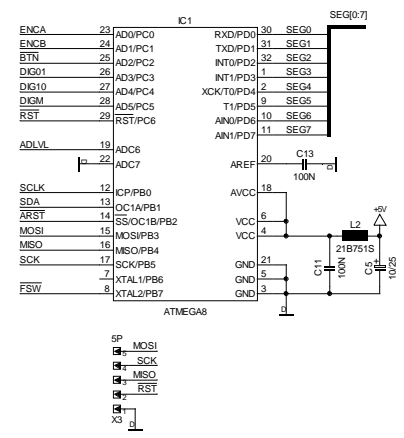 IC1
SEG[0:7]
ENCA 23 AD0/PC0 RXD/PD0 30 SEG0
ENCB 24 AD1/PC1 TXD/PD1 31 SEG1
BTN 25 AD2/PC2 INT0/PD2 32 SEG2
DIG01 26 AD3/PC3 INT1/PD3 1 SEG3
DIG10 27 AD4/PC4 XCK/T0/PD4 2 SEG4
DIGM 28 AD5/PC5 T1/PD5 9 SEG5
RST 29 RST/PC6 AIN0/PD6 10 SEG6
AIN1/PD7 11 SEG7
ADLVL 19 ADC6
D 22 ADC7 AREF 20 C13 100N D
SCLK 12 ICP/PB0 AVCC 18
SDA 13 OC1A/PB1
ARST 14 SS/OC1B/PB2 VCC 6
MOSI 15 MOSI/PB3 VCC 4 L2 21B751S +5V
MISO 16 MISO/PB4
SCK 17 SCK/PB5 GND 21 C11 100N C5 10/25
7 XTAL1/PB6 GND 5
FSW 8 XTAL2/PB7 GND 3
D
ATMEGA8
5P
5 MOSI
4 SCK
3 MISO
2 RST
1
X3 D